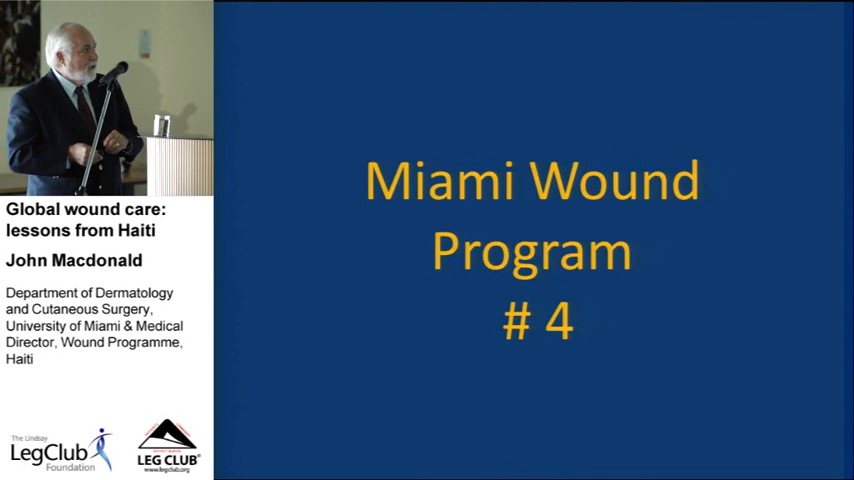 Global wound care:
lessons from Haiti
John Macdonald
Department of Dermatology
and Cutaneous Surgery,
University of Miami & Medical
Director, Wound Programme,
Haiti
The Lindsay
LegClub
Foundation
LEG CLUB®
www.legclub.org
Miami Wound
Program
# 4